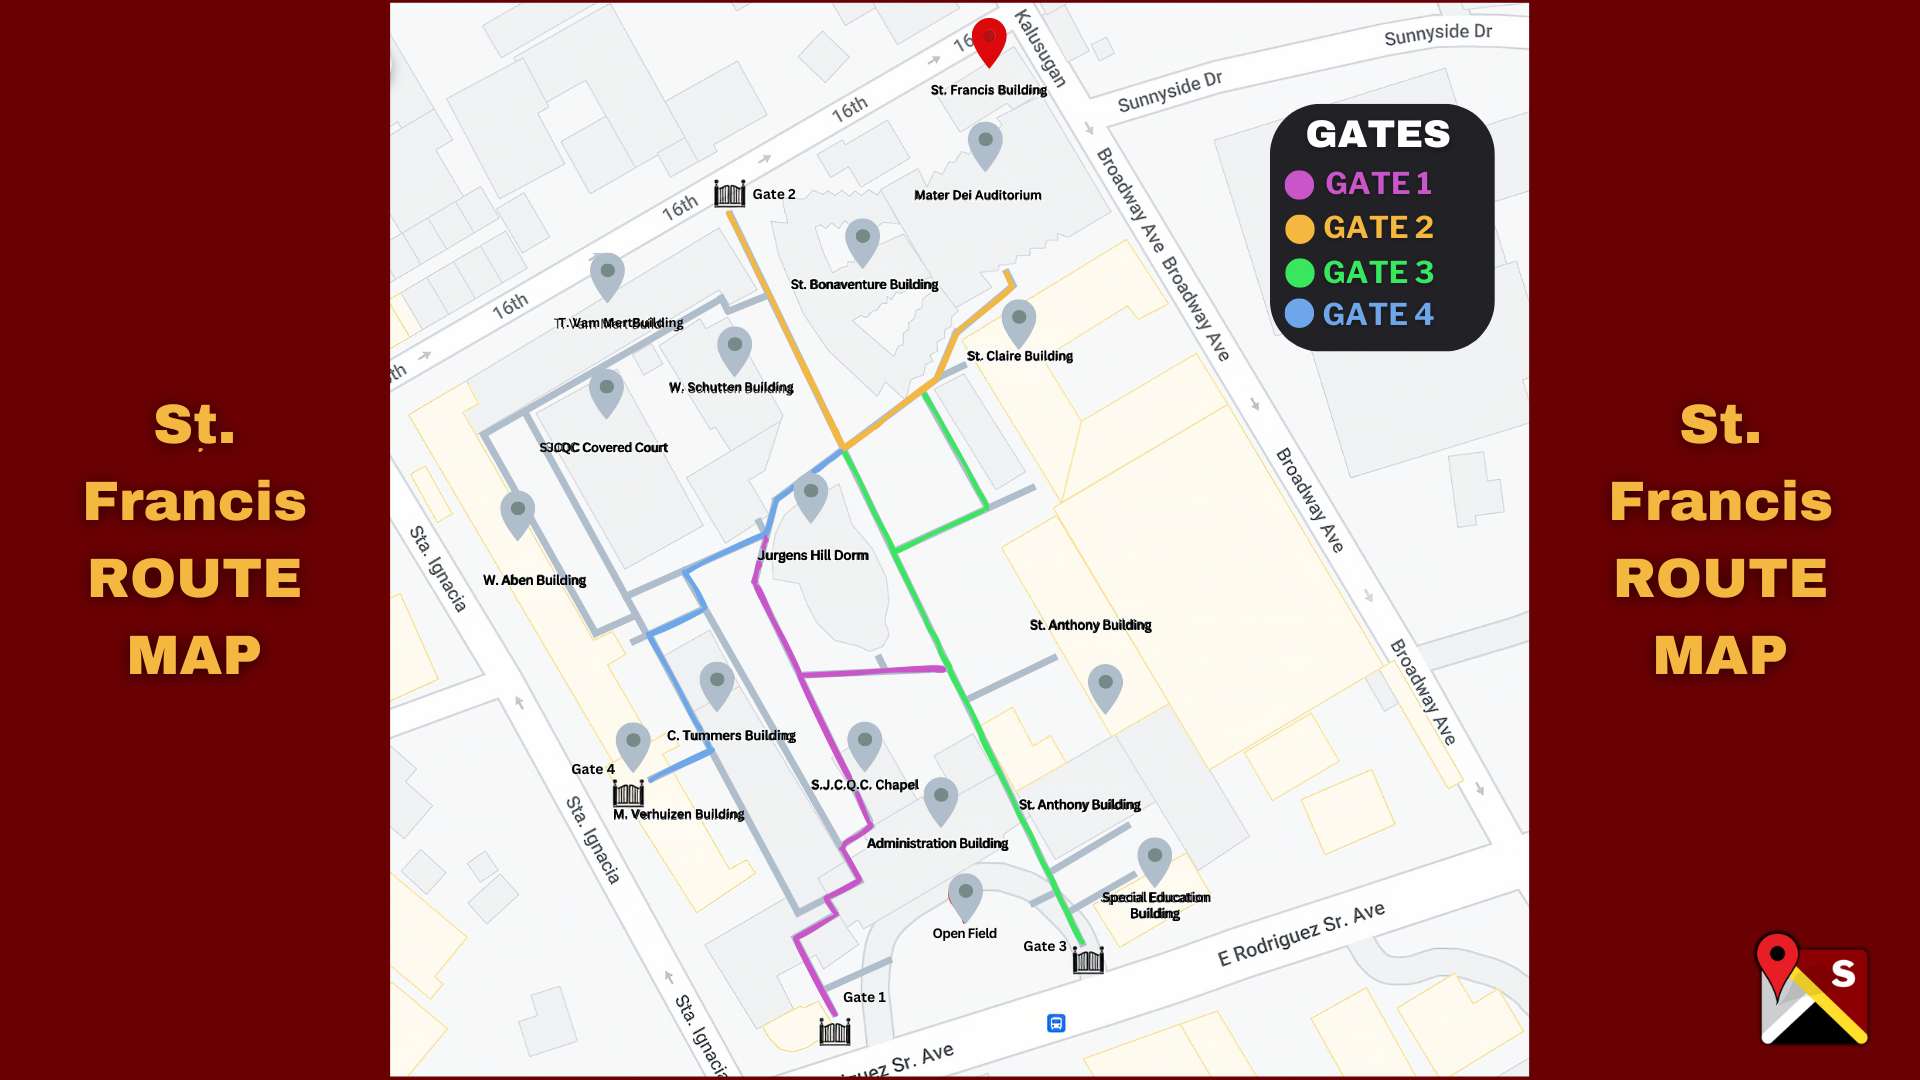 St.
Francis
ROUTE
MAP
St.
Francis
ROUTE
MAP
GATES
GATE 1
GATE 2
GATE 3
GATE 4
Kalusugan
Sunnyside Dr
Sunnyside Dr
St. Francis Building
16th
Mater Dei Auditorium
Gate 2
16th
16th
Broadway Ave
Broadway Ave
St. Bonaventure Building
T. Vam MertBuilding
St. Claire Building
W. Schutten Building
SJCQC Covered Court
Broadway Ave
Jurgens Hill Dorm
W. Aben Building
Sta. Ignacia
St. Anthony Building
Broadway Ave
C. Tummers Building
Gate 4
S.J.C.Q.C. Chapel
M. Verhuizen Building
St. Anthony Building
Administration Building
Sta. Ignacia
Special Education
Building
Open Field
Gate 3
E Rodriguez Sr. Ave
Gate 1
Sta. Ignacia
Sr. Ave
S